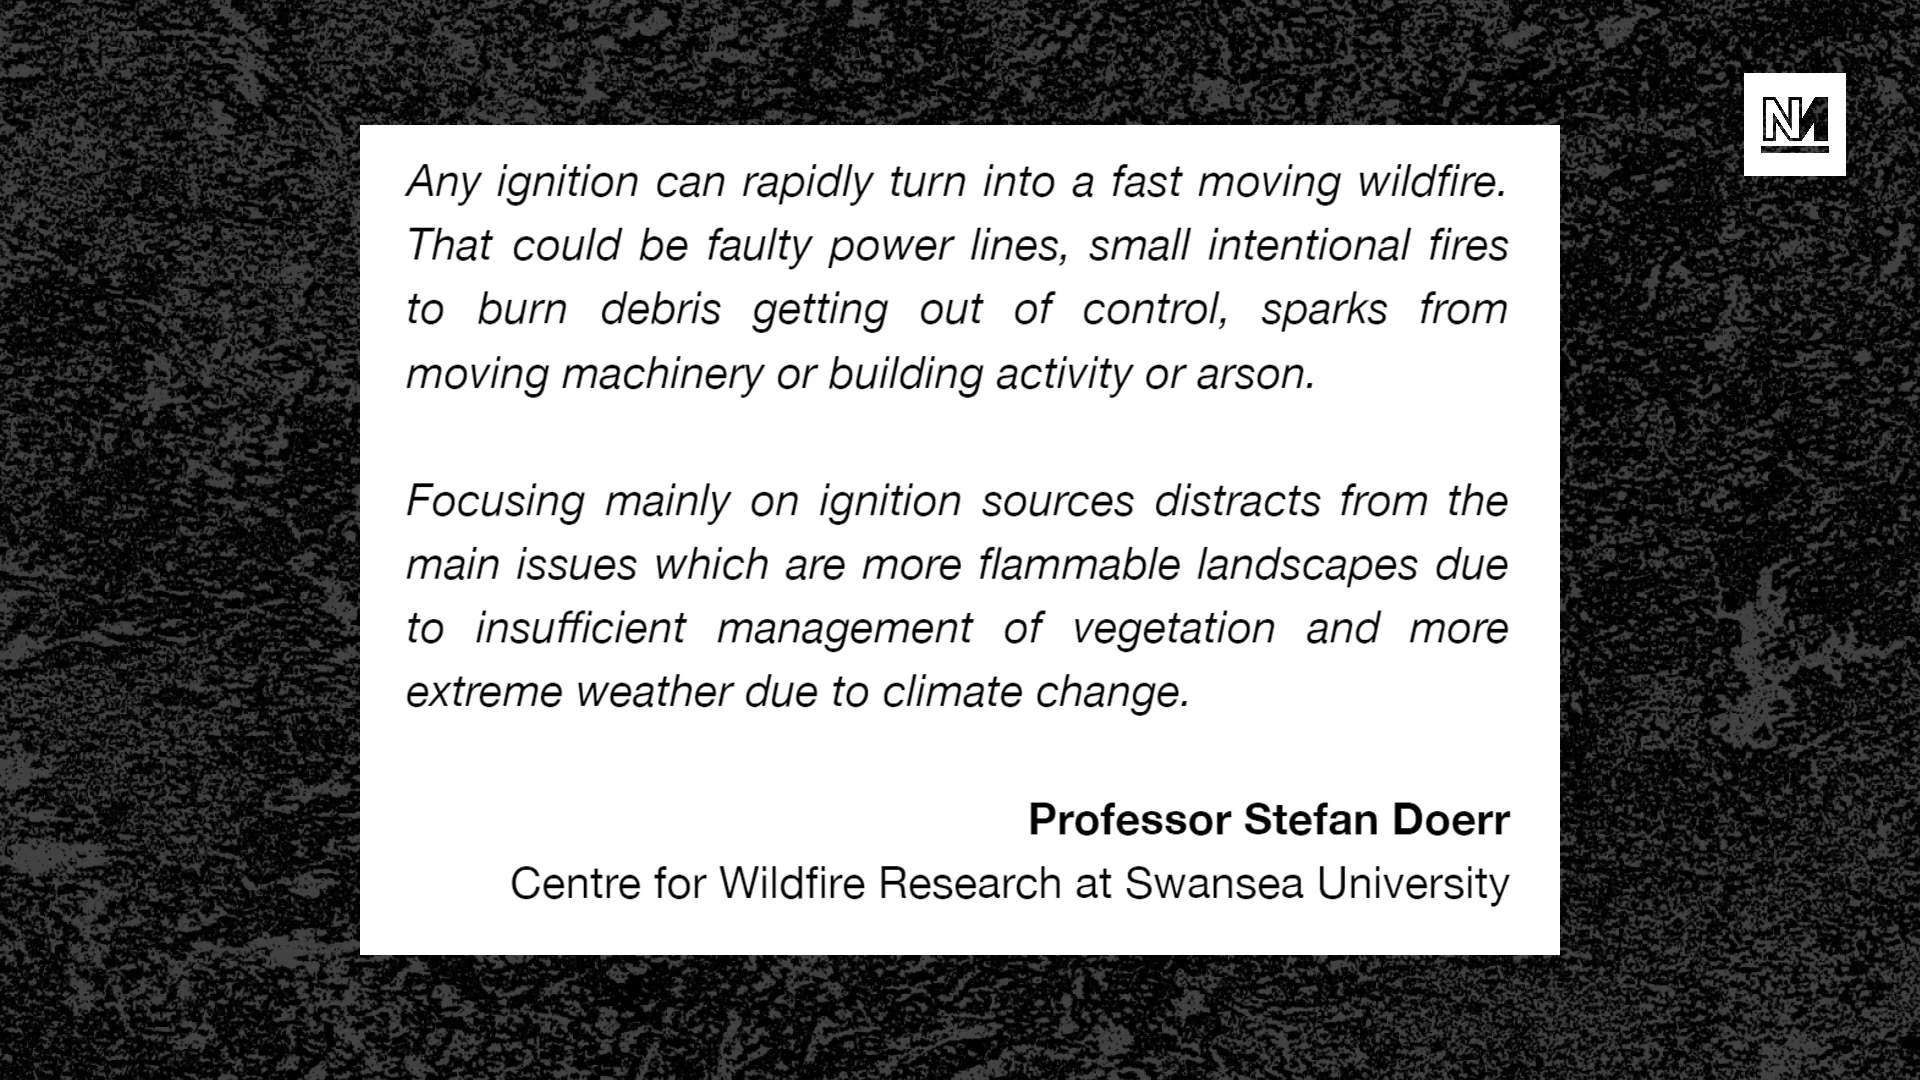 NM
Any ignition can rapidly turn into a fast moving wildfire.
That could be faulty power lines, small intentional fires
to burn debris getting out of control, sparks from
moving machinery or building activity or arson.
Focusing mainly on ignition sources distracts from the
main issues which are more flammable landscapes due
to insufficient management of vegetation and more
extreme weather due to climate change.
Professor Stefan Doerr
Centre for Wildfire Research at Swansea University